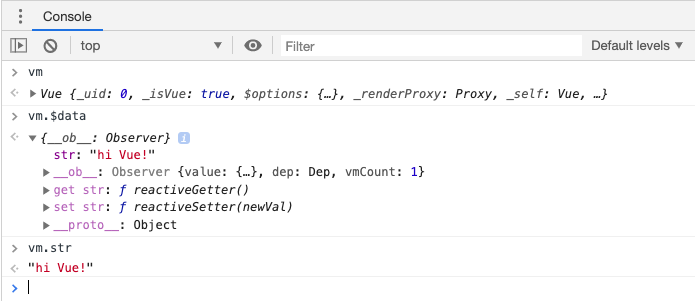 Console
top Filter Default levels
vm
Vue {_uid: 0, _isVue: true, $options: {…}, _renderProxy: Proxy, _self: Vue, …}
vm.$data
{__ob__: Observer} i
str: "hi Vue!"
__ob__: Observer {value: {…}, dep: Dep, vmCount: 1}
get str: ƒ reactiveGetter()
set str: ƒ reactiveSetter(newVal)
__proto__: Object
vm.str
"hi Vue!"